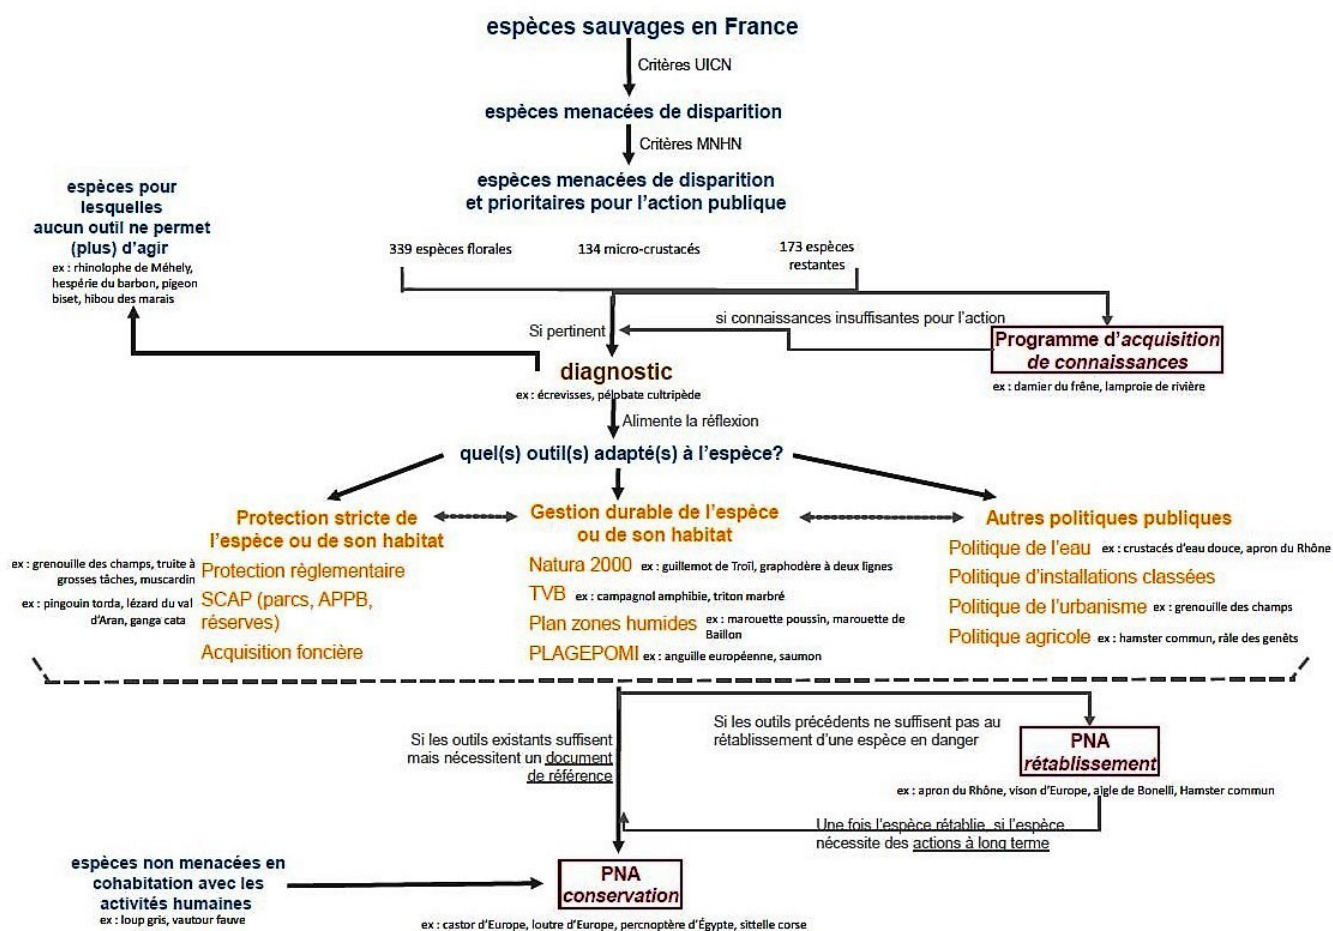 espèces sauvages en France
Critères UICN
espèces menacées de disparition
Critères MNHN
espèces menacées de disparition
et prioritaires pour l'action publique
espèces pour
lesquelles
aucun outil ne permet
(plus) d'agir
ex : rhinolophe de Méhely,
hespérie du barbon, pigeon
biset, hibou des marais
339 espèces florales
134 micro-crustacés
173 espèces
restantes
si connaissances insuffisantes pour l'action
Si pertinent
Programme d'acquisition
de connaissances
ex : damier du frêne, lamproie de rivière
diagnostic
ex : écrevisses, pélobate cultripède
Alimente la réflexion
quel(s) outil(s) adapté(s) à l'espèce?
Protection stricte de
l'espèce ou de son habitat
ex : grenouille des champs, truite à
grosses tâches, muscardin
Protection règlementaire
ex : pingouin torda, lézard du val
d'Aran, ganga cata
SCAP (parcs, APPB,
réserves)
Acquisition foncière
Gestion durable de l'espèce
ou de son habitat
Natura 2000 ex : guillemot de Troïl, graphodère à deux lignes
TVB ex : campagnol amphibie, triton marbré
Plan zones humides ex : marouette poussin, marouette de
Baillon
PLAGEPOMI ex : anguille européenne, saumon
Autres politiques publiques
Politique de l'eau ex : crustacés d'eau douce, apron du Rhône
Politique d'installations classées
Politique de l'urbanisme ex : grenouille des champs
Politique agricole ex : hamster commun, râle des genêts
Si les outils existants suffisent
mais nécessitent un document
de référence
Si les outils précédents ne suffisent pas au
rétablissement d'une espèce en danger
PNA
rétablissement
ex : apron du Rhône, vison d'Europe, aigle de Bonelli, Hamster commun
Une fois l'espèce rétablie, si l'espèce
nécessite des actions à long terme
espèces non menacées en
cohabitation avec les
activités humaines
ex : loup gris, vautour fauve
PNA
conservation
ex : castor d'Europe, loutre d'Europe, percnoptère d'Égypte, sittelle corse